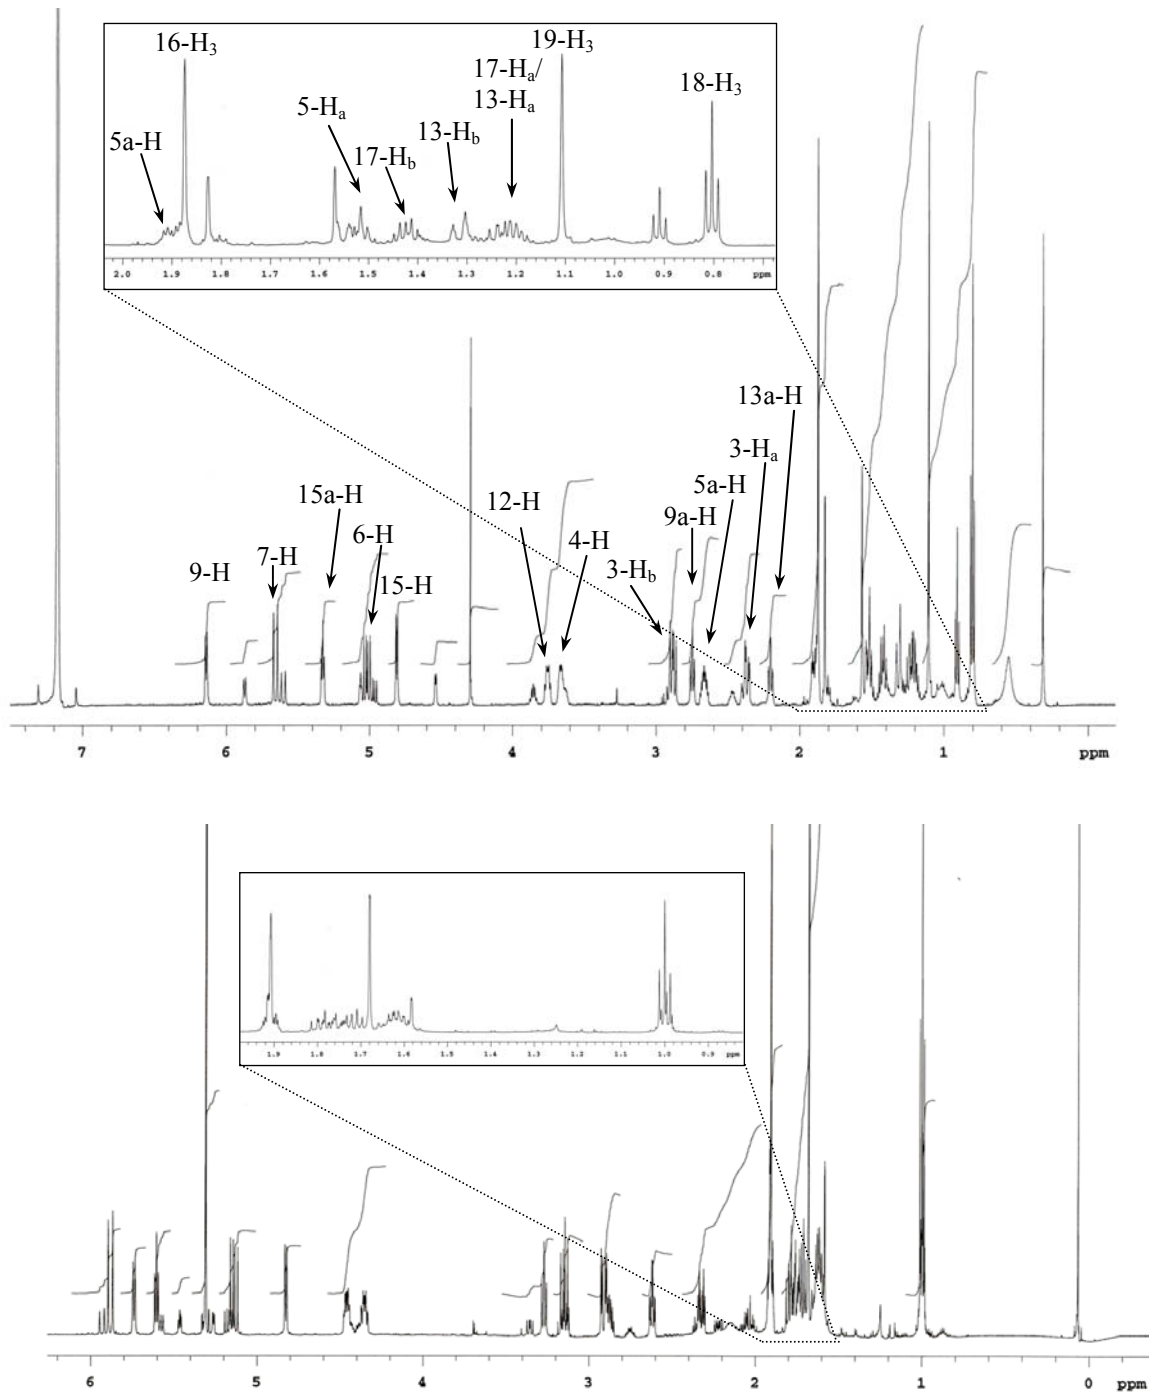 16-H3
19-H3
17-Ha/
13-Ha
18-H3
5-Ha
13-Hb
5a-H
17-Hb
2.0 1.9 1.8 1.7 1.6 1.5 1.4 1.3 1.2 1.1 1.0 0.9 0.8 ppm
13a-H
3-Ha
15a-H
12-H
5a-H
9a-H
6-H
4-H
7-H
3-Hb
9-H
15-H
7 6 5 4 3 2 1 ppm
1.9 1.8 1.7 1.6 1.5 1.4 1.3 1.2 1.1 1.0 0.9 ppm
6 5 4 3 2 1 0 ppm